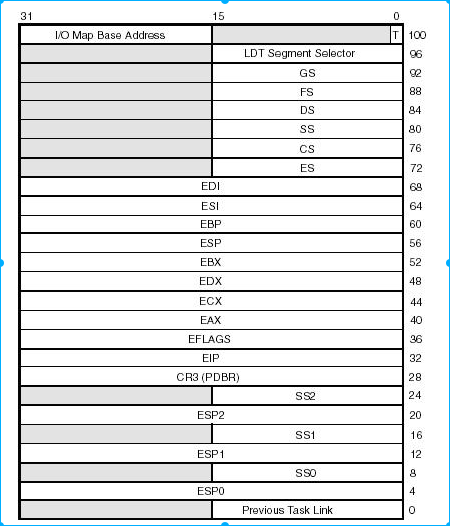 31 15 0
I/O Map Base Address T 100
LDT Segment Selector 96
GS 92
FS 88
DS 84
SS 80
CS 76
ES 72
EDI 68
ESI 64
EBP 60
ESP 56
EBX 52
EDX 48
ECX 44
EAX 40
EFLAGS 36
EIP 32
CR3 (PDBR) 28
SS2 24
ESP2 20
SS1 16
ESP1 12
SS0 8
ESP0 4
Previous Task Link 0